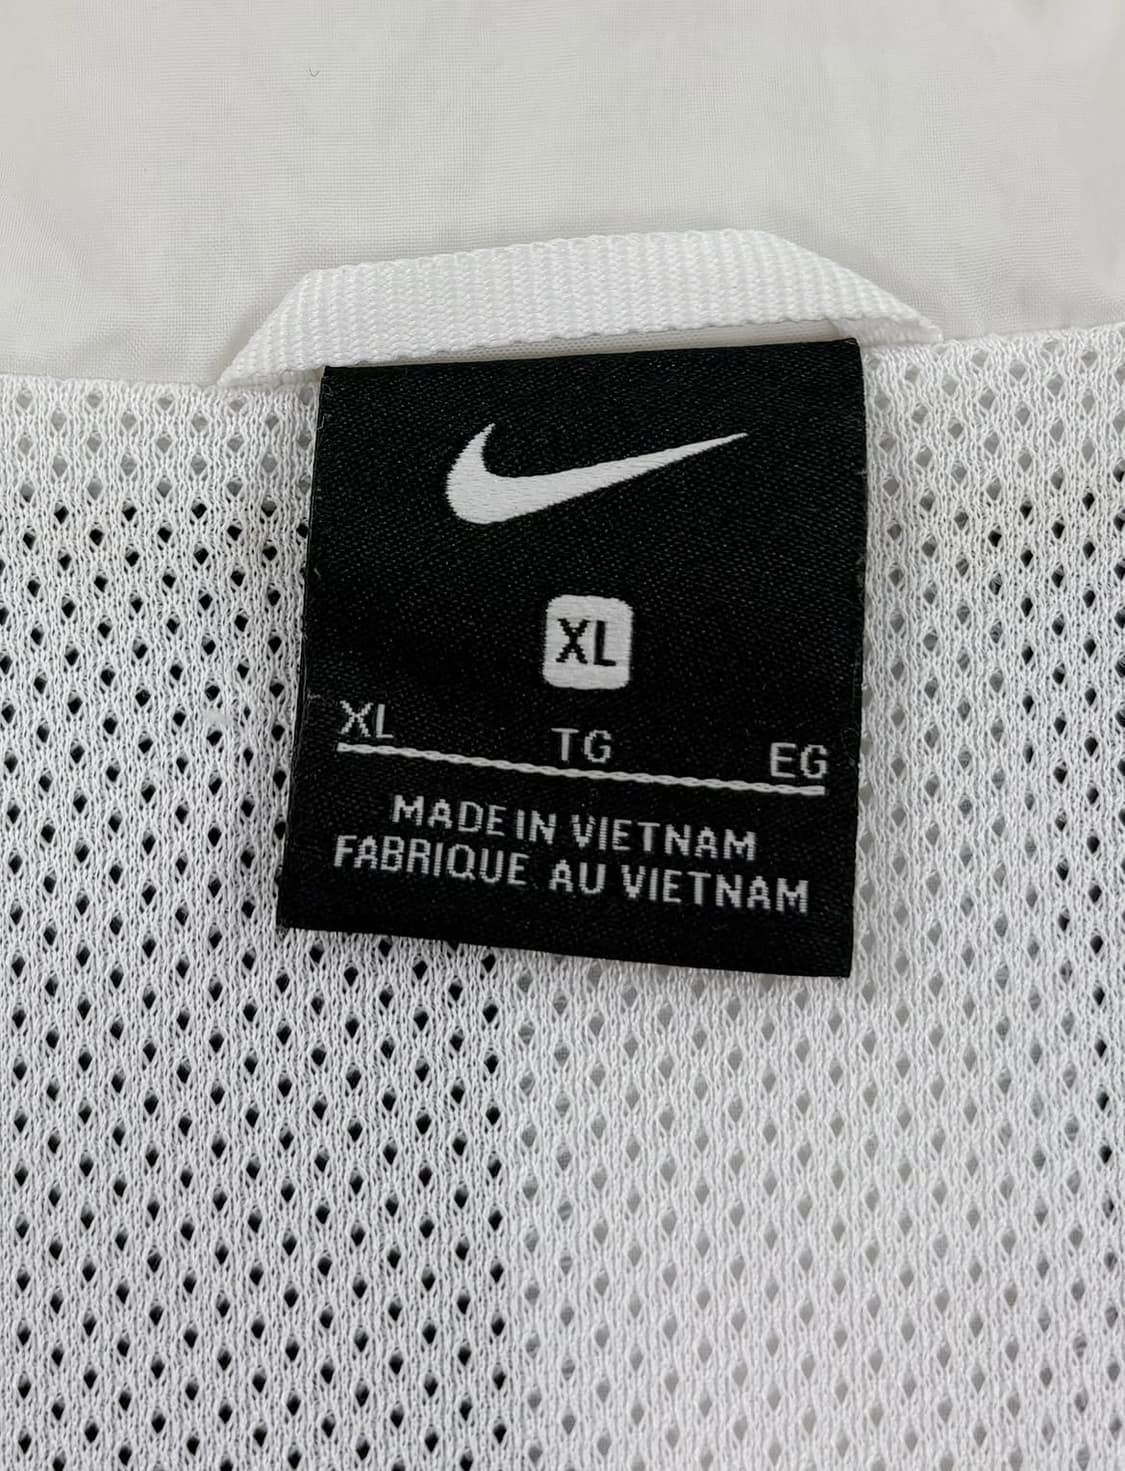 XL
XL TG EG
MADE IN VIETNAM
FABRIQUE AU VIETNAM